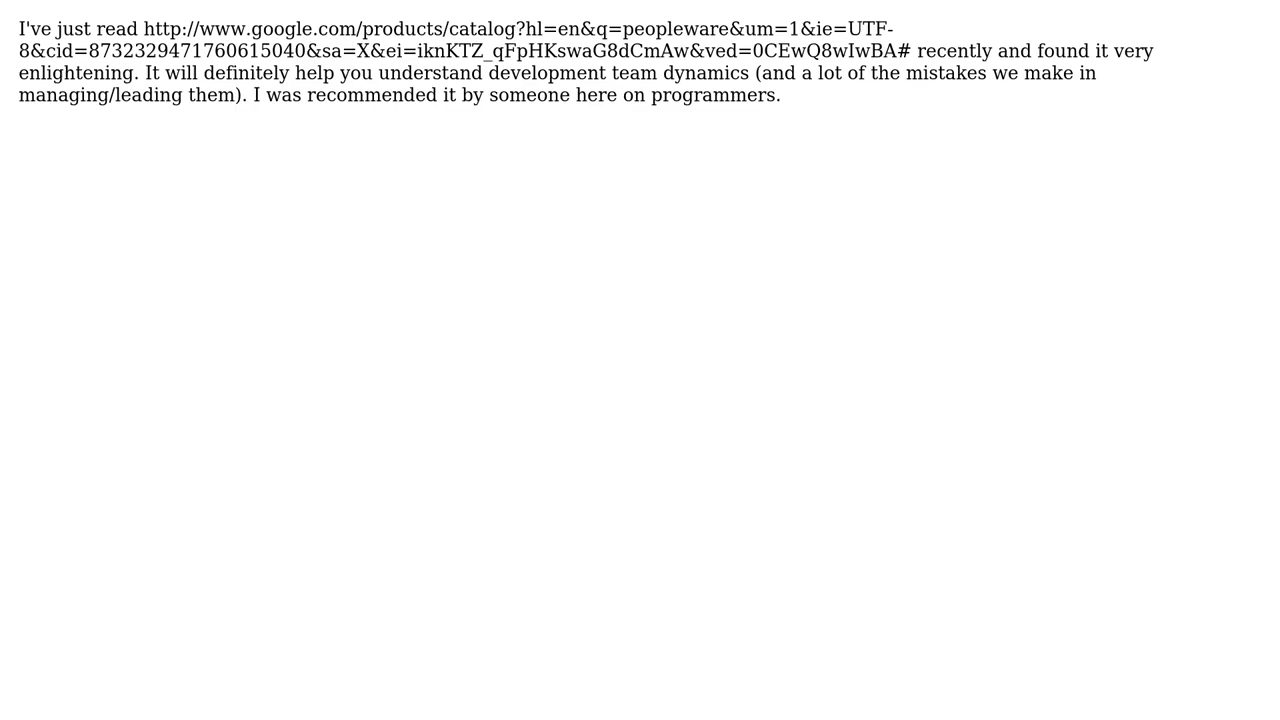 I've just read http://www.google.com/products/catalog?hl=en&q=peopleware&um=1&ie=UTF-
8&cid=8732329471760615040&sa=X&ei=iknKTZ_qFpHKswaG8dCmAw&ved=0CEwQ8wIwBA# recently and found it very
enlightening. It will definitely help you understand development team dynamics (and a lot of the mistakes we make in
managing/leading them). I was recommended it by someone here on programmers.